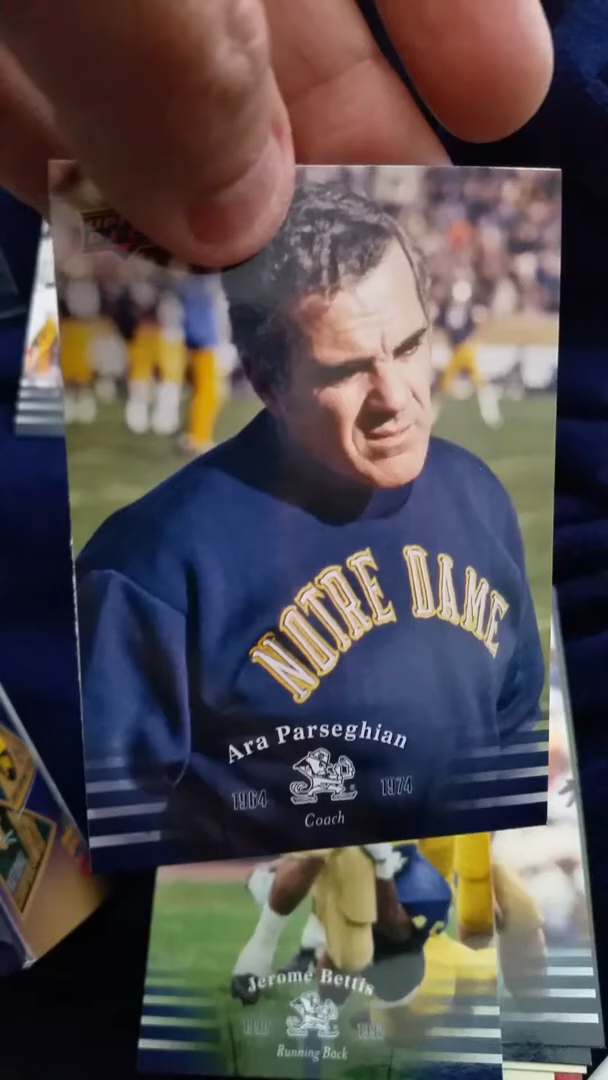 NOTRE DAME
Ara Parseghian
1964 1974
Coach
Jerome Bettis
Running Back